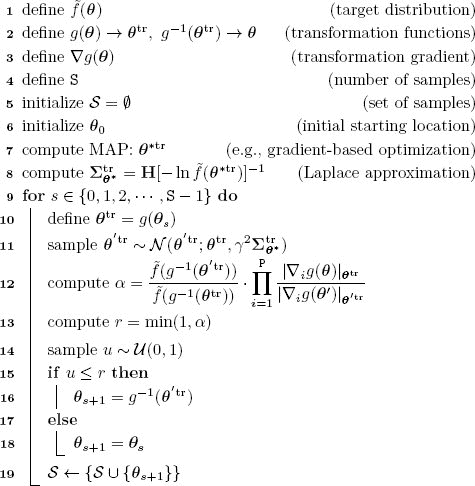 1 define f̃(θ) (target distribution)
2 define g(θ) → θ^tr, g⁻¹(θ^tr) → θ (transformation functions)
3 define ∇g(θ) (transformation gradient)
4 define S (number of samples)
5 initialize 𝒮 = ∅ (set of samples)
6 initialize θ₀ (initial starting location)
7 compute MAP: θ^{*tr} (e.g., gradient-based optimization)
8 compute Σ^{tr}_{θ*} = H[− ln f̃(θ^{*tr})]⁻¹ (Laplace approximation)
9 for s ∈ {0, 1, 2, ⋯, S − 1} do
10 define θ^tr = g(θ_s)
11 sample θ^{'tr} ∼ 𝒩(θ^{'tr}; θ^tr, γ²Σ^{tr}_{θ*})
12 compute α = f̃(g⁻¹(θ^{'tr})) / f̃(g⁻¹(θ^tr)) · ∏_{i=1}^{P} |∇_i g(θ)|_{θ^tr} / |∇_i g(θ′)|_{θ^{'tr}}
13 compute r = min(1, α)
14 sample u ∼ 𝒰(0, 1)
15 if u ≤ r then
16 θ_{s+1} = g⁻¹(θ^{'tr})
17 else
18 θ_{s+1} = θ_s
19 𝒮 ← {𝒮 ∪ {θ_{s+1}}}